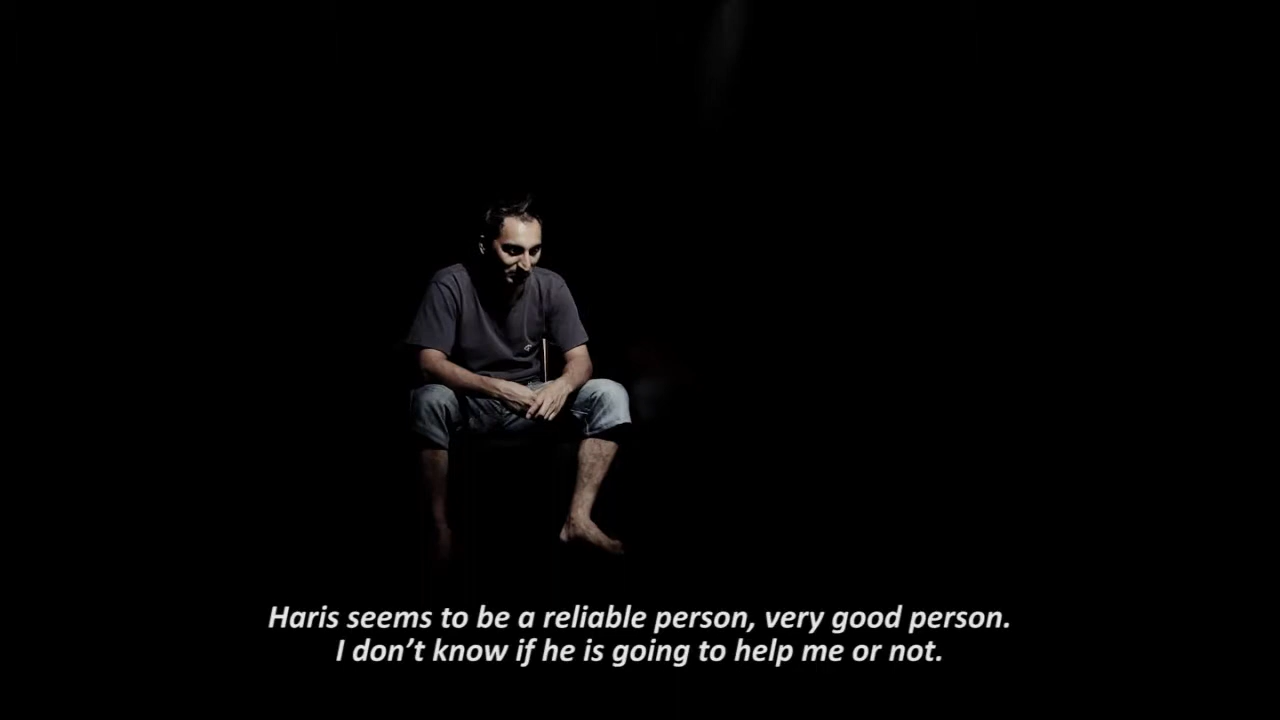 Haris seems to be a reliable person, very good person.
I don’t know if he is going to help me or not.